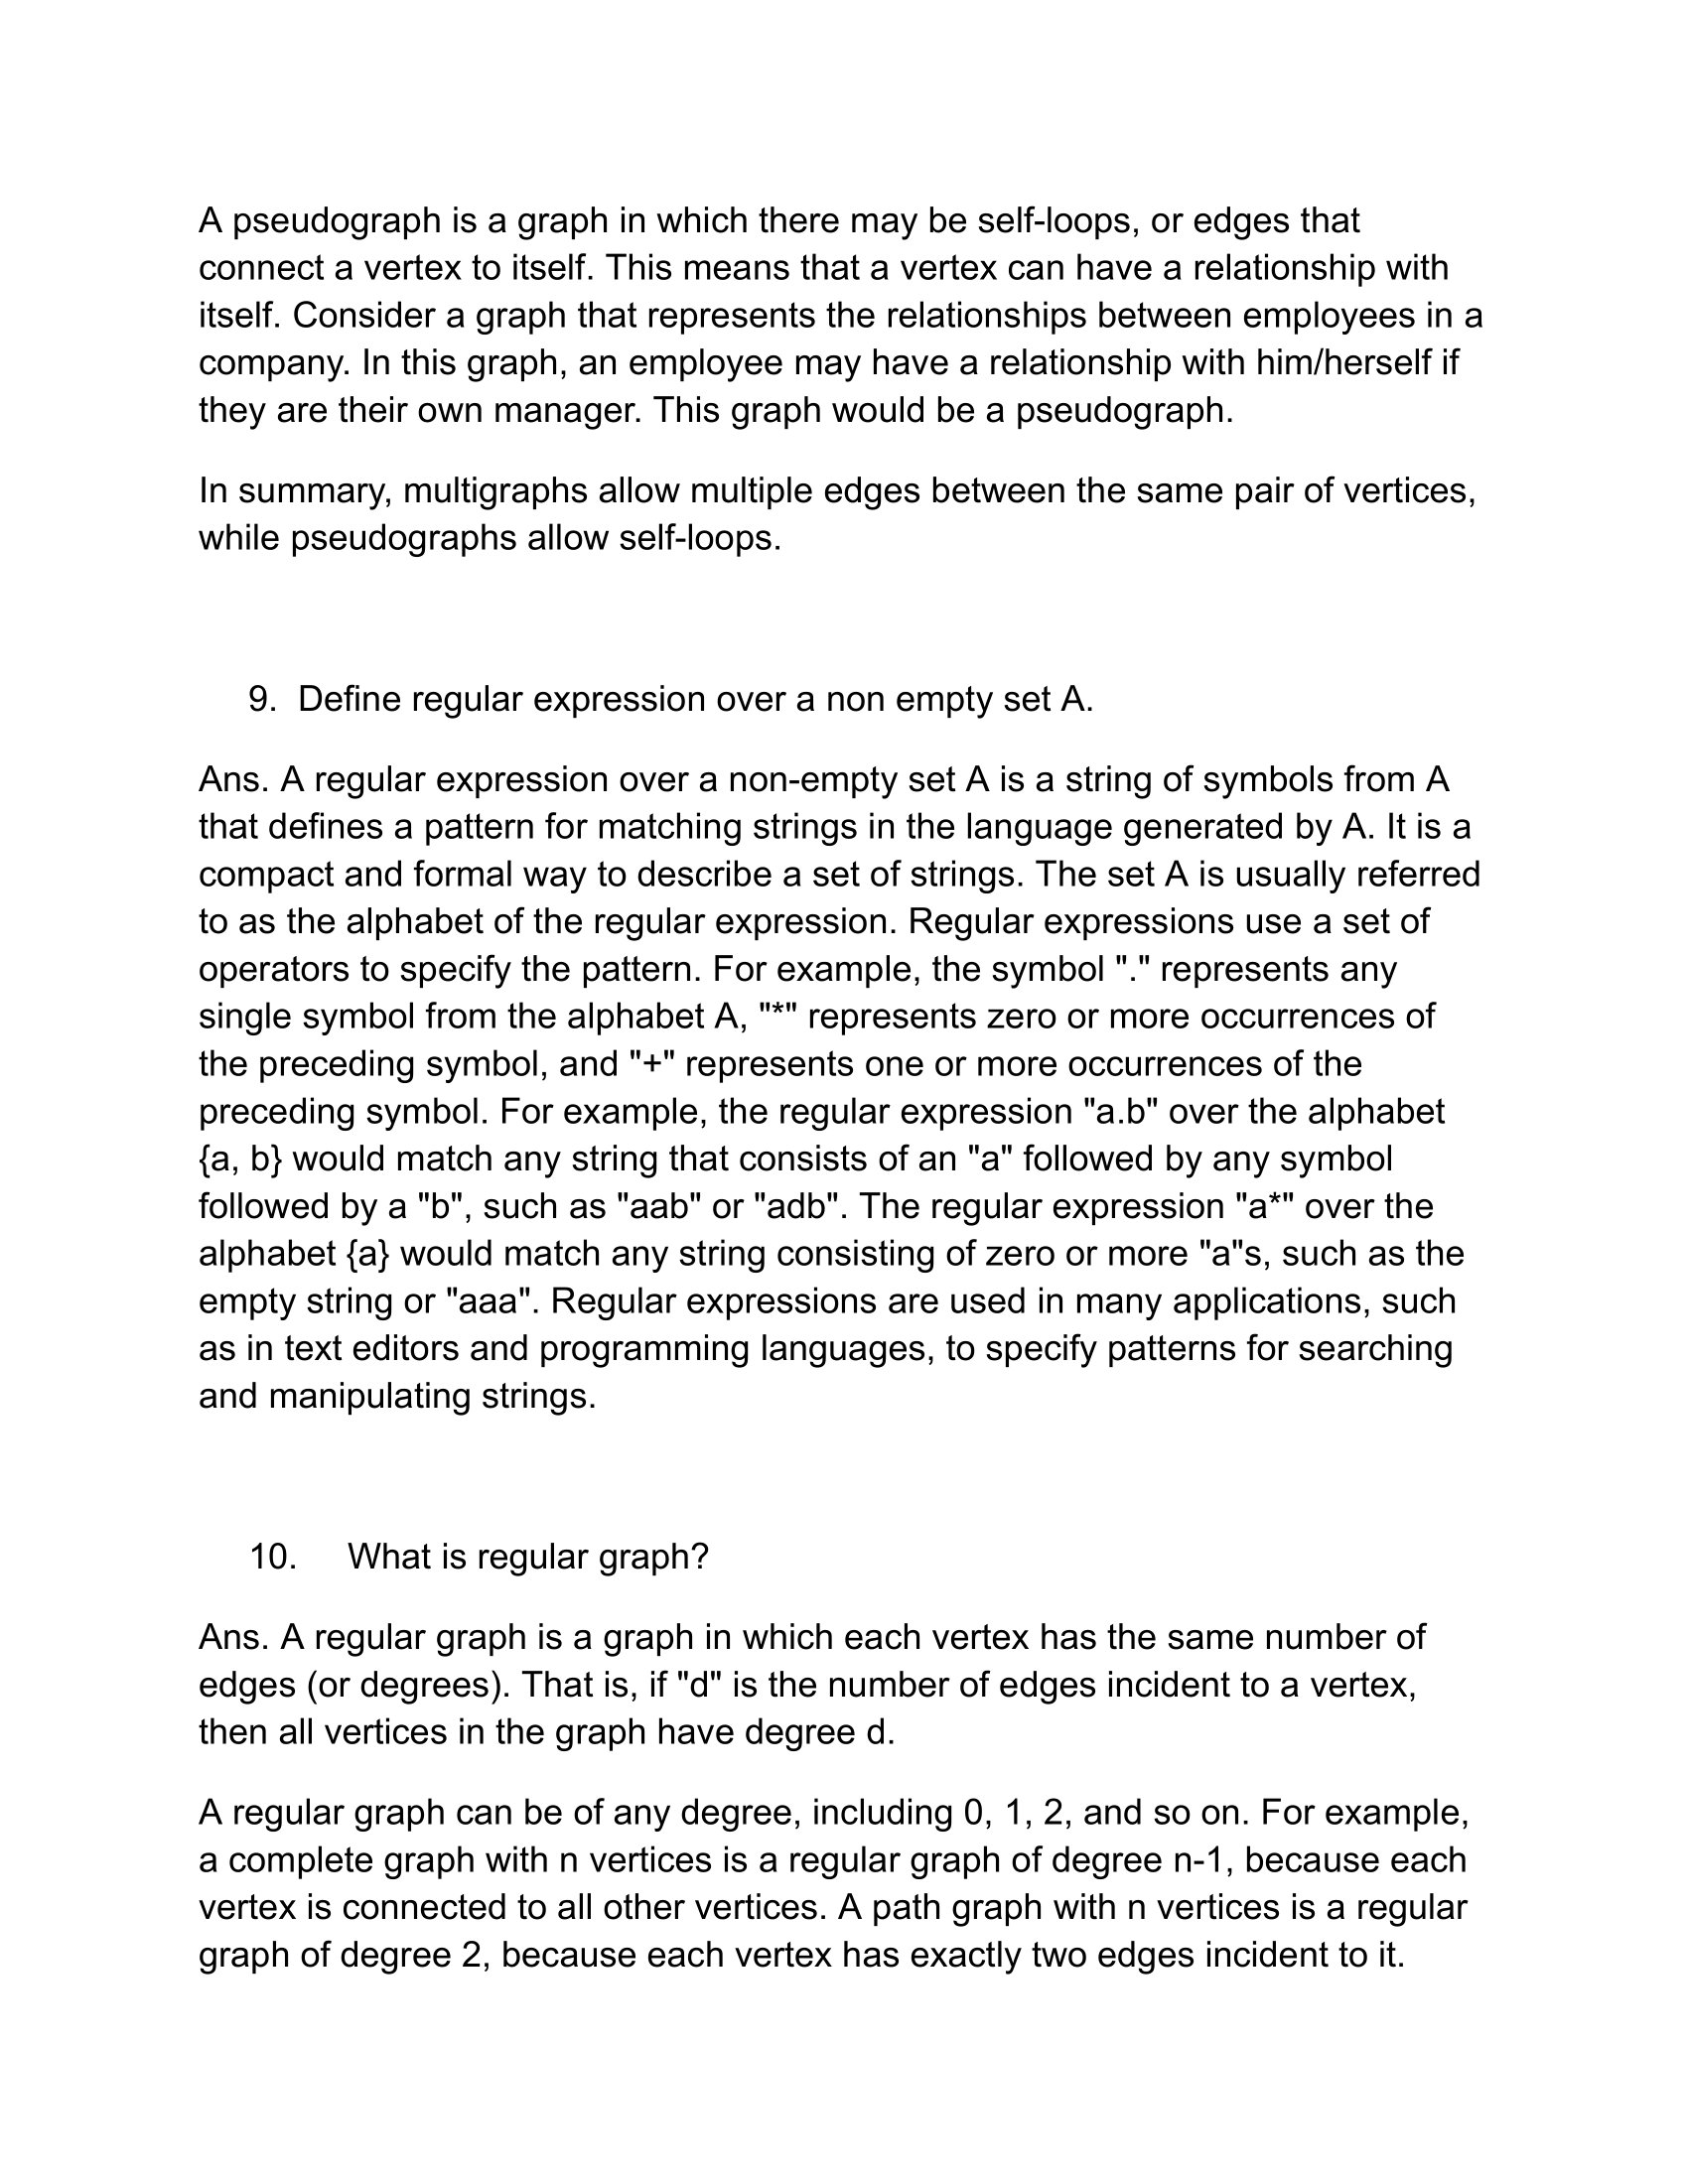 A pseudograph is a graph in which there may be self-loops, or edges that
connect a vertex to itself. This means that a vertex can have a relationship with
itself. Consider a graph that represents the relationships between employees in a
company. In this graph, an employee may have a relationship with him/herself if
they are their own manager. This graph would be a pseudograph.
In summary, multigraphs allow multiple edges between the same pair of vertices,
while pseudographs allow self-loops.
9. Define regular expression over a non empty set A.
Ans. A regular expression over a non-empty set A is a string of symbols from A
that defines a pattern for matching strings in the language generated by A. It is a
compact and formal way to describe a set of strings. The set A is usually referred
to as the alphabet of the regular expression. Regular expressions use a set of
operators to specify the pattern. For example, the symbol "." represents any
single symbol from the alphabet A, "*" represents zero or more occurrences of
the preceding symbol, and "+" represents one or more occurrences of the
preceding symbol. For example, the regular expression "a.b" over the alphabet
{a, b} would match any string that consists of an "a" followed by any symbol
followed by a "b", such as "aab" or "adb". The regular expression "a*" over the
alphabet {a} would match any string consisting of zero or more "a"s, such as the
empty string or "aaa". Regular expressions are used in many applications, such
as in text editors and programming languages, to specify patterns for searching
and manipulating strings.
10. What is regular graph?
Ans. A regular graph is a graph in which each vertex has the same number of
edges (or degrees). That is, if "d" is the number of edges incident to a vertex,
then all vertices in the graph have degree d.
A regular graph can be of any degree, including 0, 1, 2, and so on. For example,
a complete graph with n vertices is a regular graph of degree n-1, because each
vertex is connected to all other vertices. A path graph with n vertices is a regular
graph of degree 2, because each vertex has exactly two edges incident to it.